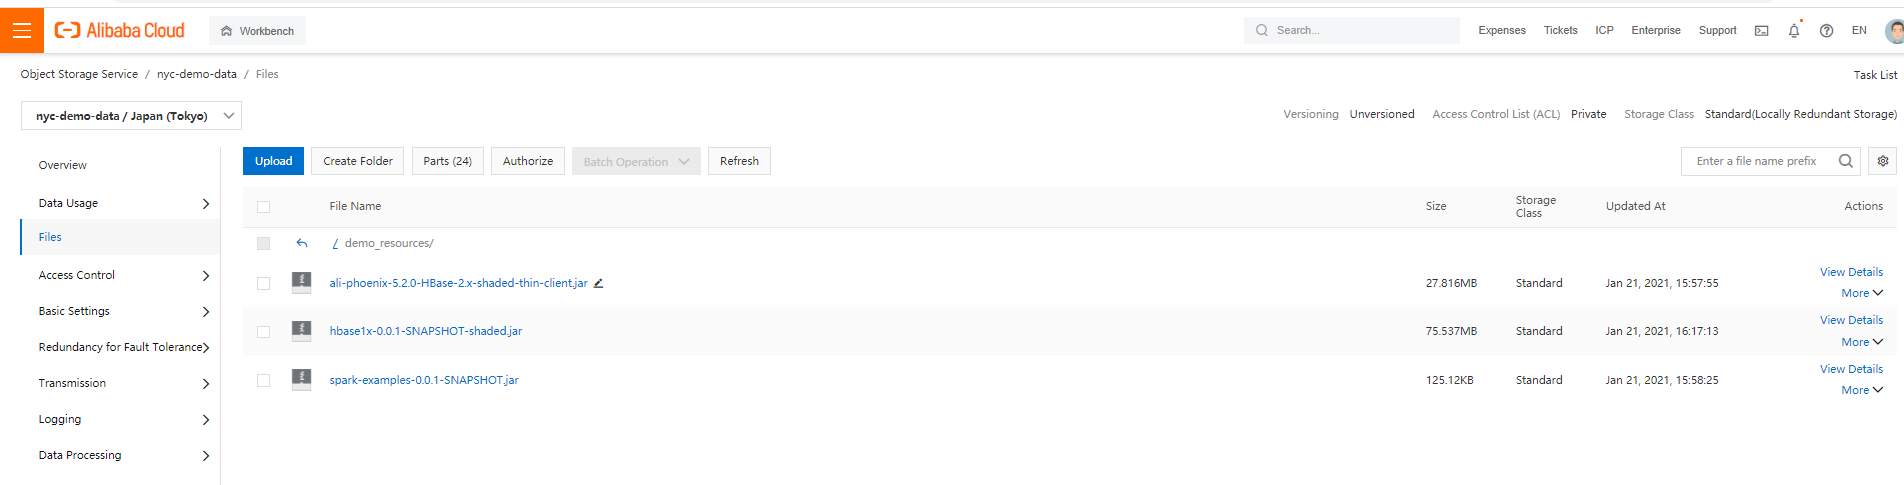 Alibaba Cloud Workbench Search... Expenses Tickets ICP Enterprise Support EN
Object Storage Service / nyc-demo-data / Files Task List
nyc-demo-data / Japan (Tokyo) Versioning Unversioned Access Control List (ACL) Private Storage Class Standard(Locally Redundant Storage)
Overview
Data Usage
Files
Access Control
Basic Settings
Redundancy for Fault Tolerance
Transmission
Logging
Data Processing
Upload Create Folder Parts (24) Authorize Batch Operation Refresh Enter a file name prefix
File Name Size Storage Class Updated At Actions
/ demo_resources/
ali-phoenix-5.2.0-HBase-2.x-shaded-thin-client.jar 27.816MB Standard Jan 21, 2021, 15:57:55 View Details More
hbase1x-0.0.1-SNAPSHOT-shaded.jar 75.537MB Standard Jan 21, 2021, 16:17:13 View Details More
spark-examples-0.0.1-SNAPSHOT.jar 125.12KB Standard Jan 21, 2021, 15:58:25 View Details More